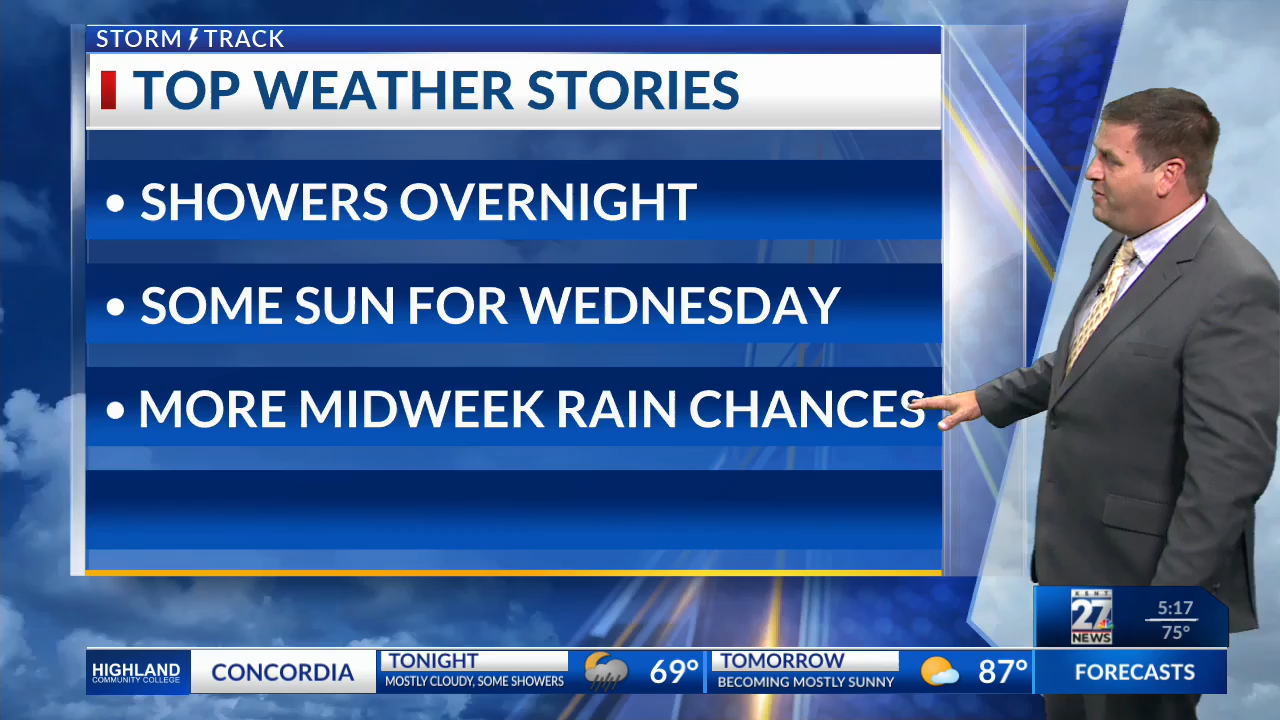 STORM TRACK
TOP WEATHER STORIES
• SHOWERS OVERNIGHT
• SOME SUN FOR WEDNESDAY
• MORE MIDWEEK RAIN CHANCES
KSNT
27
NEWS
5:17
75°
HIGHLAND
COMMUNITY COLLEGE
CONCORDIA
TONIGHT
MOSTLY CLOUDY, SOME SHOWERS
69°
TOMORROW
BECOMING MOSTLY SUNNY
87°
FORECASTS